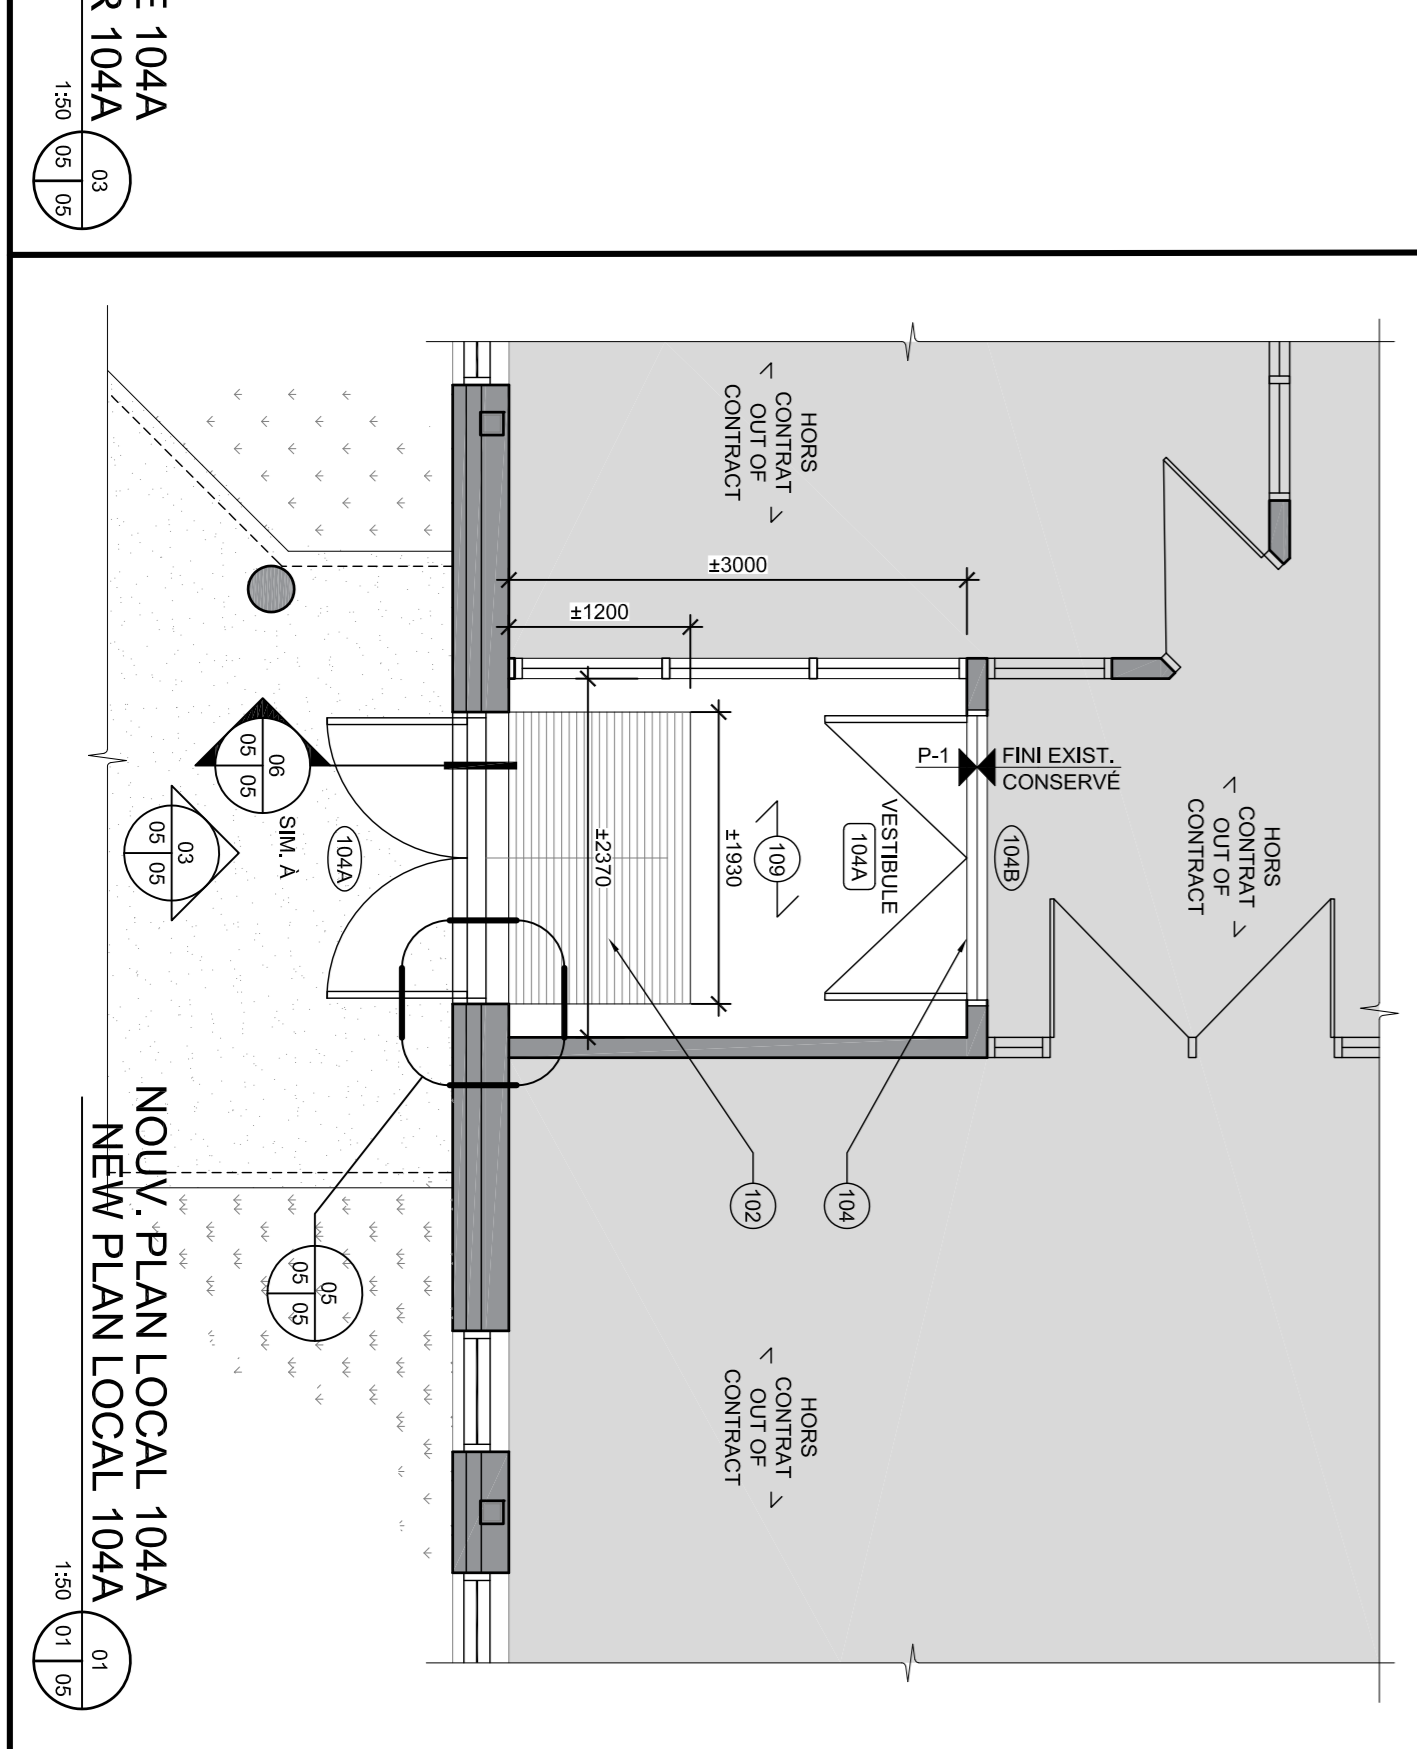 E 104A
R 104A
1:50
03
05
05
HORS
CONTRAT
OUT OF
CONTRACT
±3000
±1200
P-1
FINI EXIST.
CONSERVÉ
HORS
CONTRAT
OUT OF
CONTRACT
104B
VESTIBULE
104A
109
±1930
±2370
104A
06
05
05
SIM. À
03
05
05
104
102
05
05
05
HORS
CONTRAT
OUT OF
CONTRACT
NOUV. PLAN LOCAL 104A
NEW PLAN LOCAL 104A
1:50
01
01
05